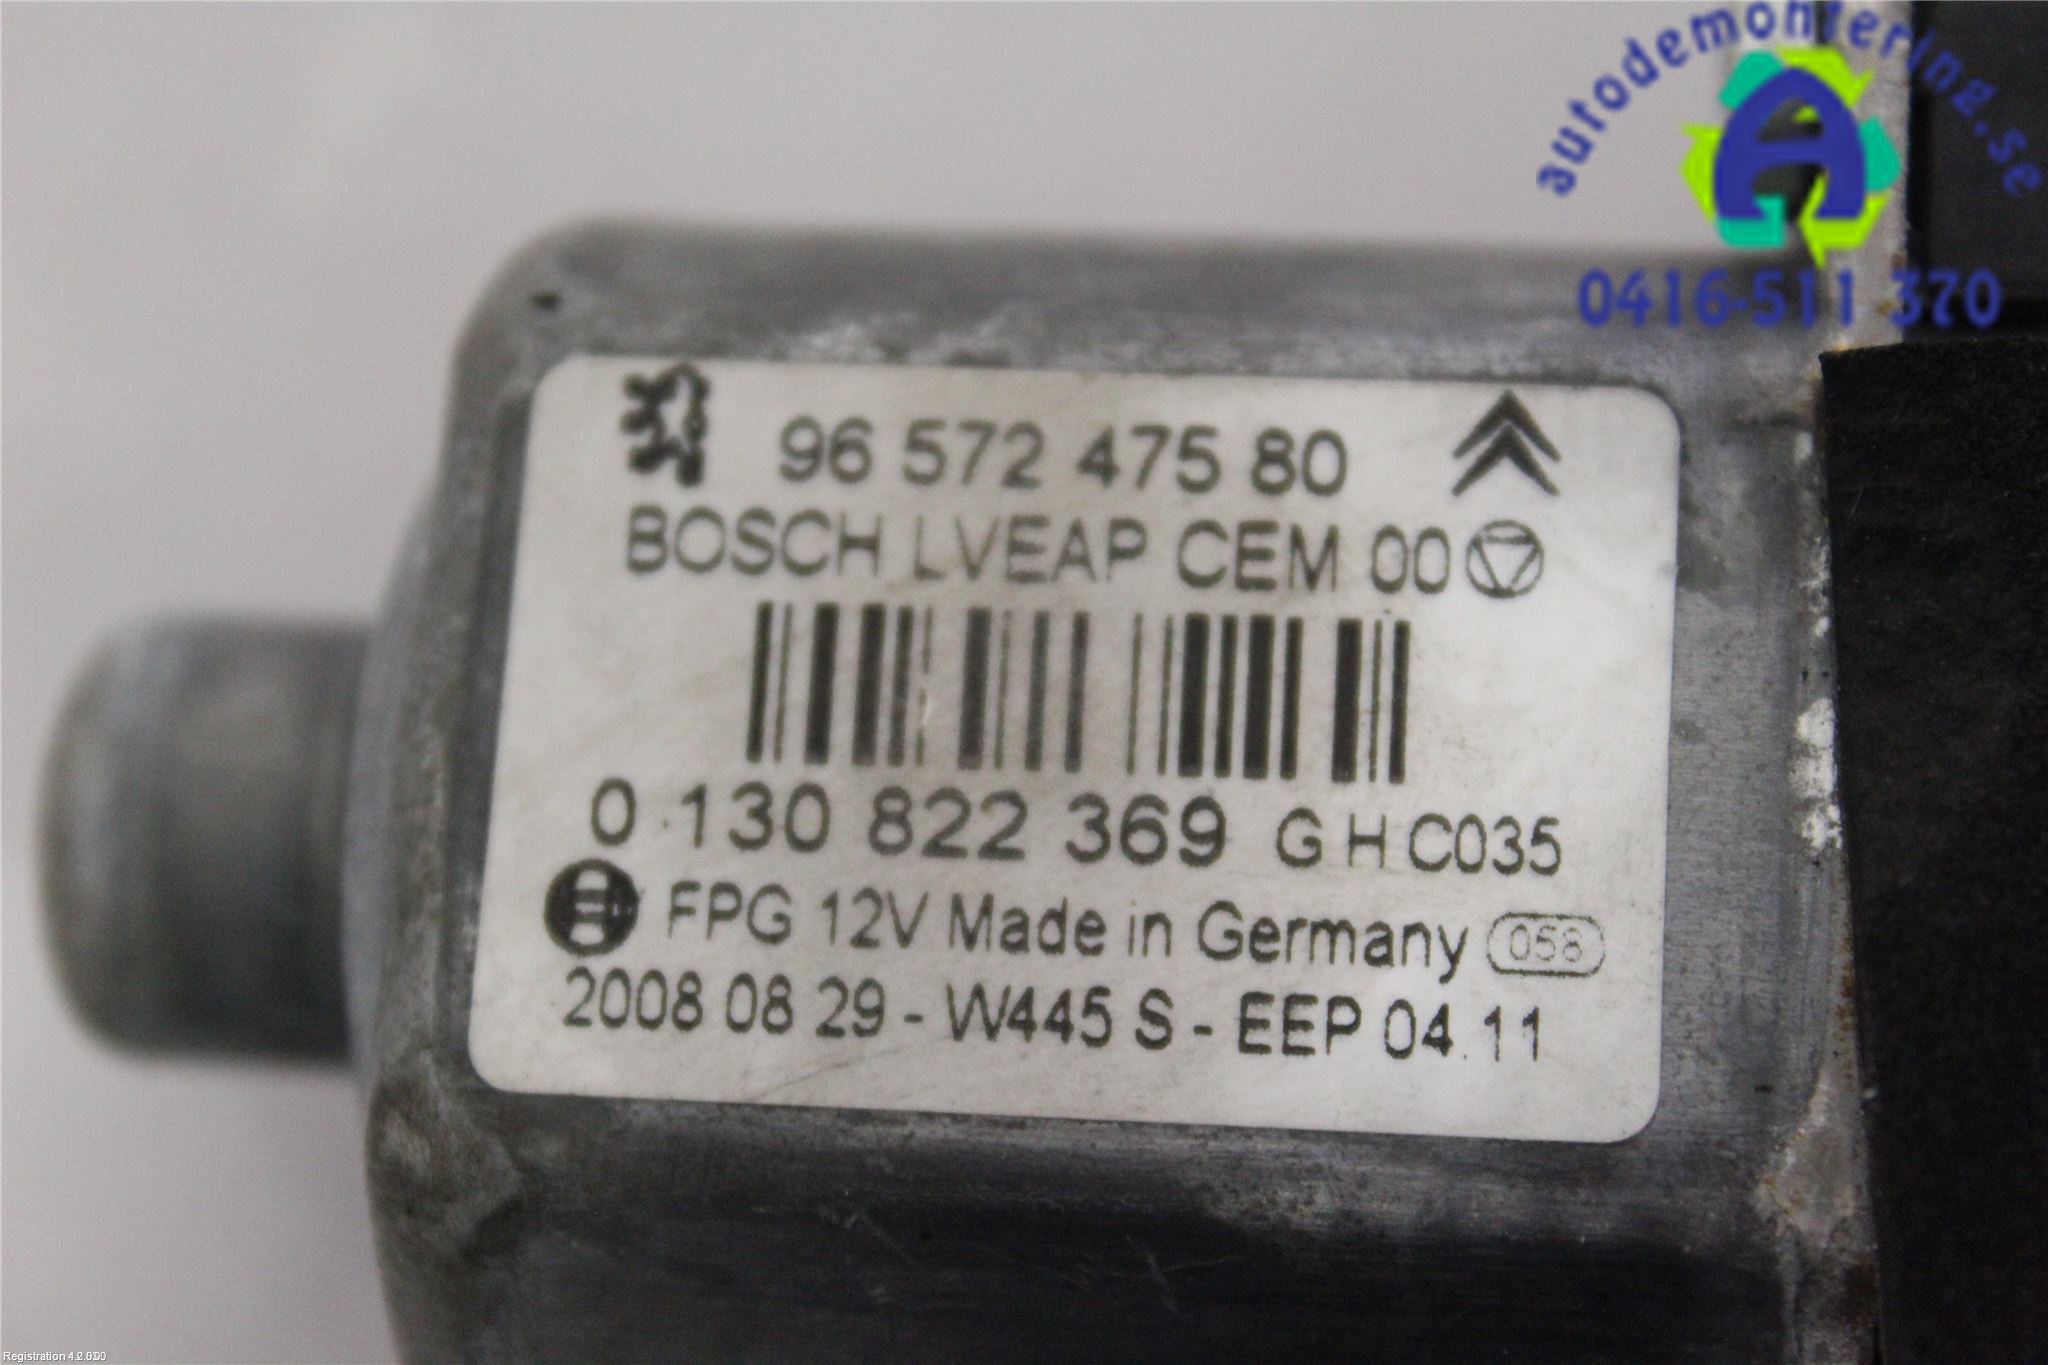 autodemontering.se
A
0416-511 370
96 572 475 80
BOSCH LVEAP CEM 00
0 130 822 369 G H C035
FPG 12V Made in Germany 058
2008 08 29 - W445 S - EEP 04.11